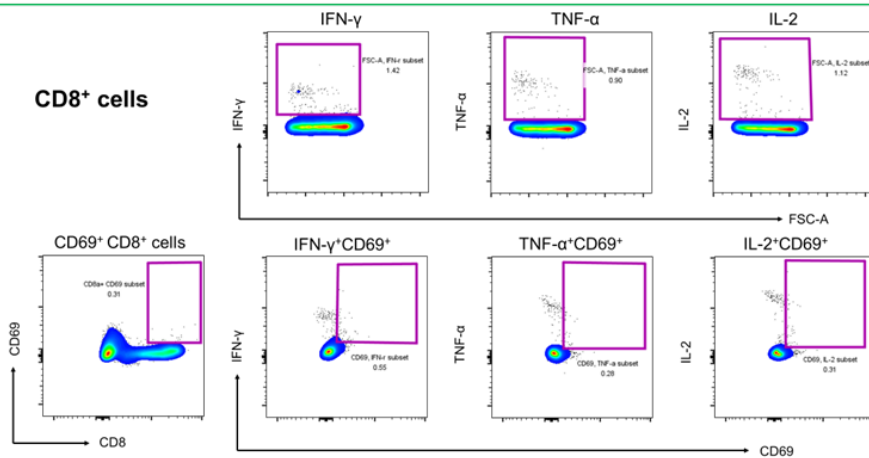 IFN-γ
TNF-α
IL-2
CD8⁺ cells
IFN-γ
FSC-A, IFN-r subset
1.42
TNF-α
FSC-A, TNF-a subset
0.90
IL-2
FSC-A, IL-2 subset
1.12
FSC-A
CD69⁺ CD8⁺ cells
IFN-γ⁺CD69⁺
TNF-α⁺CD69⁺
IL-2⁺CD69⁺
CD69
CD8a+ CD69 subset
0.31
CD8
IFN-γ
CD69, IFN-r subset
0.55
TNF-α
CD69, TNF-a subset
0.28
IL-2
CD69, IL-2 subset
0.31
CD69